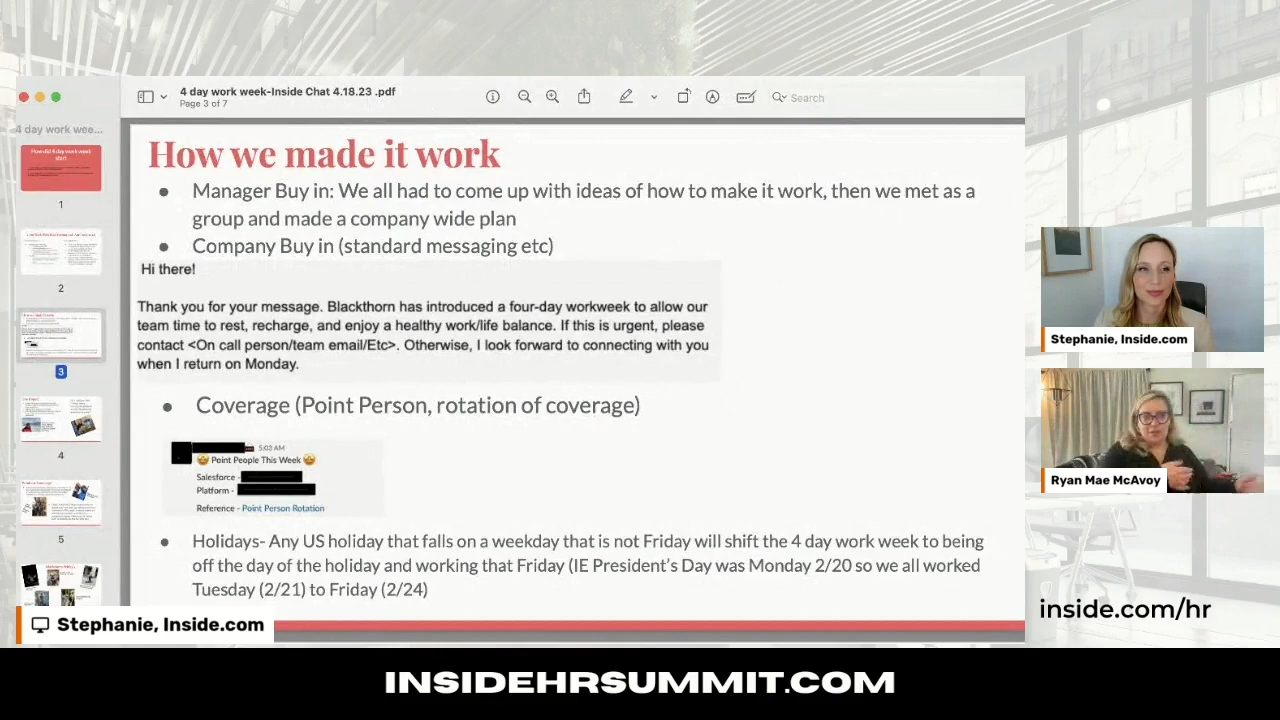 4 day work week-Inside Chat 4.18.23 .pdf
Page 3 of 7
Search
4 day work wee...
1
2
3
4
5
How we made it work
● Manager Buy in: We all had to come up with ideas of how to make it work, then we met as a
group and made a company wide plan
● Company Buy in (standard messaging etc)
Hi there!
Thank you for your message. Blackthorn has introduced a four-day workweek to allow our
team time to rest, recharge, and enjoy a healthy work/life balance. If this is urgent, please
contact <On call person/team email/Etc>. Otherwise, I look forward to connecting with you
when I return on Monday.
● Coverage (Point Person, rotation of coverage)
5:02 AM
🤩 Point People This Week 🤩
Salesforce -
Platform -
Reference - Point Person Rotation
● Holidays- Any US holiday that falls on a weekday that is not Friday will shift the 4 day work week to being
off the day of the holiday and working that Friday (IE President's Day was Monday 2/20 so we all worked
Tuesday (2/21) to Friday (2/24)
Stephanie, Inside.com
Ryan Mae McAvoy
inside.com/hr
Stephanie, Inside.com
INSIDEHRSUMMIT.COM